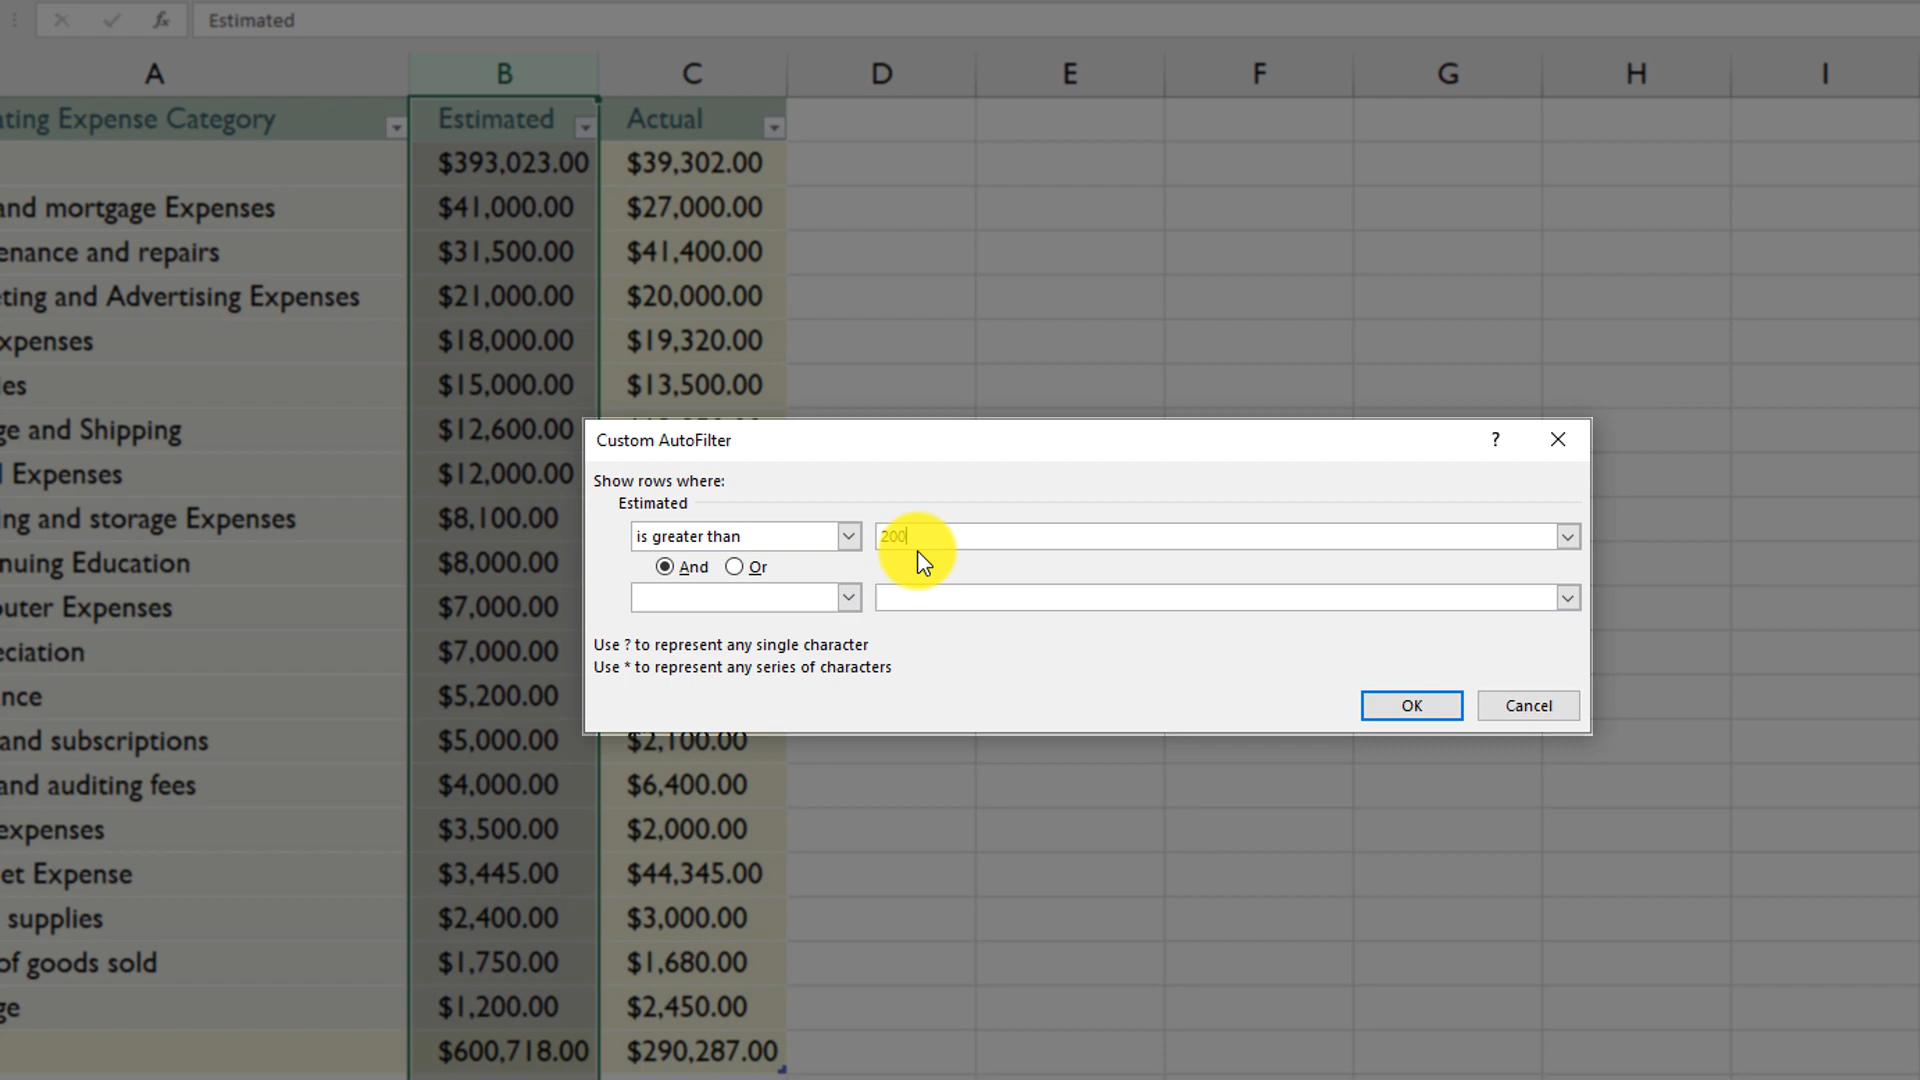 Estimated
A B C D E F G H I
ating Expense Category Estimated Actual
$393,023.00 $39,302.00
and mortgage Expenses $41,000.00 $27,000.00
enance and repairs $31,500.00 $41,400.00
eting and Advertising Expenses $21,000.00 $20,000.00
xpenses $18,000.00 $19,320.00
ies $15,000.00 $13,500.00
ge and Shipping $12,600.00
l Expenses $12,000.00
ing and storage Expenses $8,100.00
nuing Education $8,000.00
outer Expenses $7,000.00
eciation $7,000.00
nce $5,200.00
and subscriptions $5,000.00 $2,100.00
and auditing fees $4,000.00 $6,400.00
expenses $3,500.00 $2,000.00
et Expense $3,445.00 $44,345.00
supplies $2,400.00 $3,000.00
of goods sold $1,750.00 $1,680.00
ge $1,200.00 $2,450.00
$600,718.00 $290,287.00
Custom AutoFilter ?
Show rows where:
Estimated
is greater than 200
And Or
Use ? to represent any single character
Use * to represent any series of characters
OK Cancel